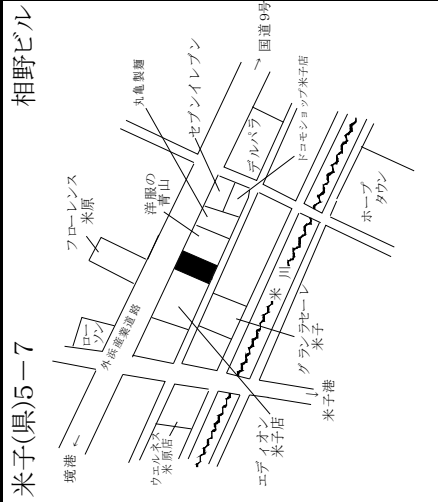 米子(県)5－7
相野ビル
国道9号
→
丸亀製麺
セブンイレブン
デルパラ
ドコモショップ米子店
洋服の
青山
フローレンス
米原
ホープ
タウン
米川
ロー
ソン
外浜産業道路
グランラセーレ
米子
境港
←
ウエルネス
米原店
エディオン
米子店
米子港
↓